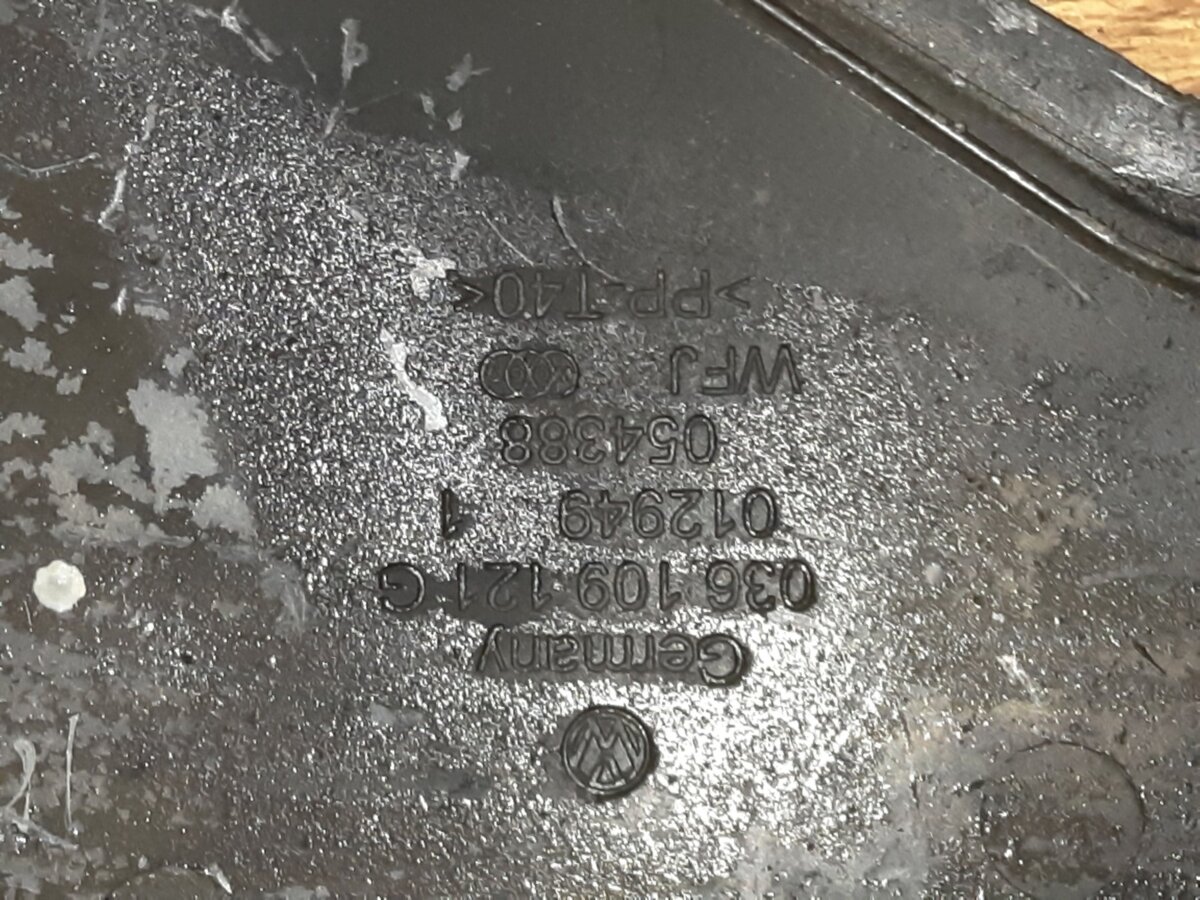 Germany
036 109 121 G
012949 1
054388
WFJ
>PP-T40<